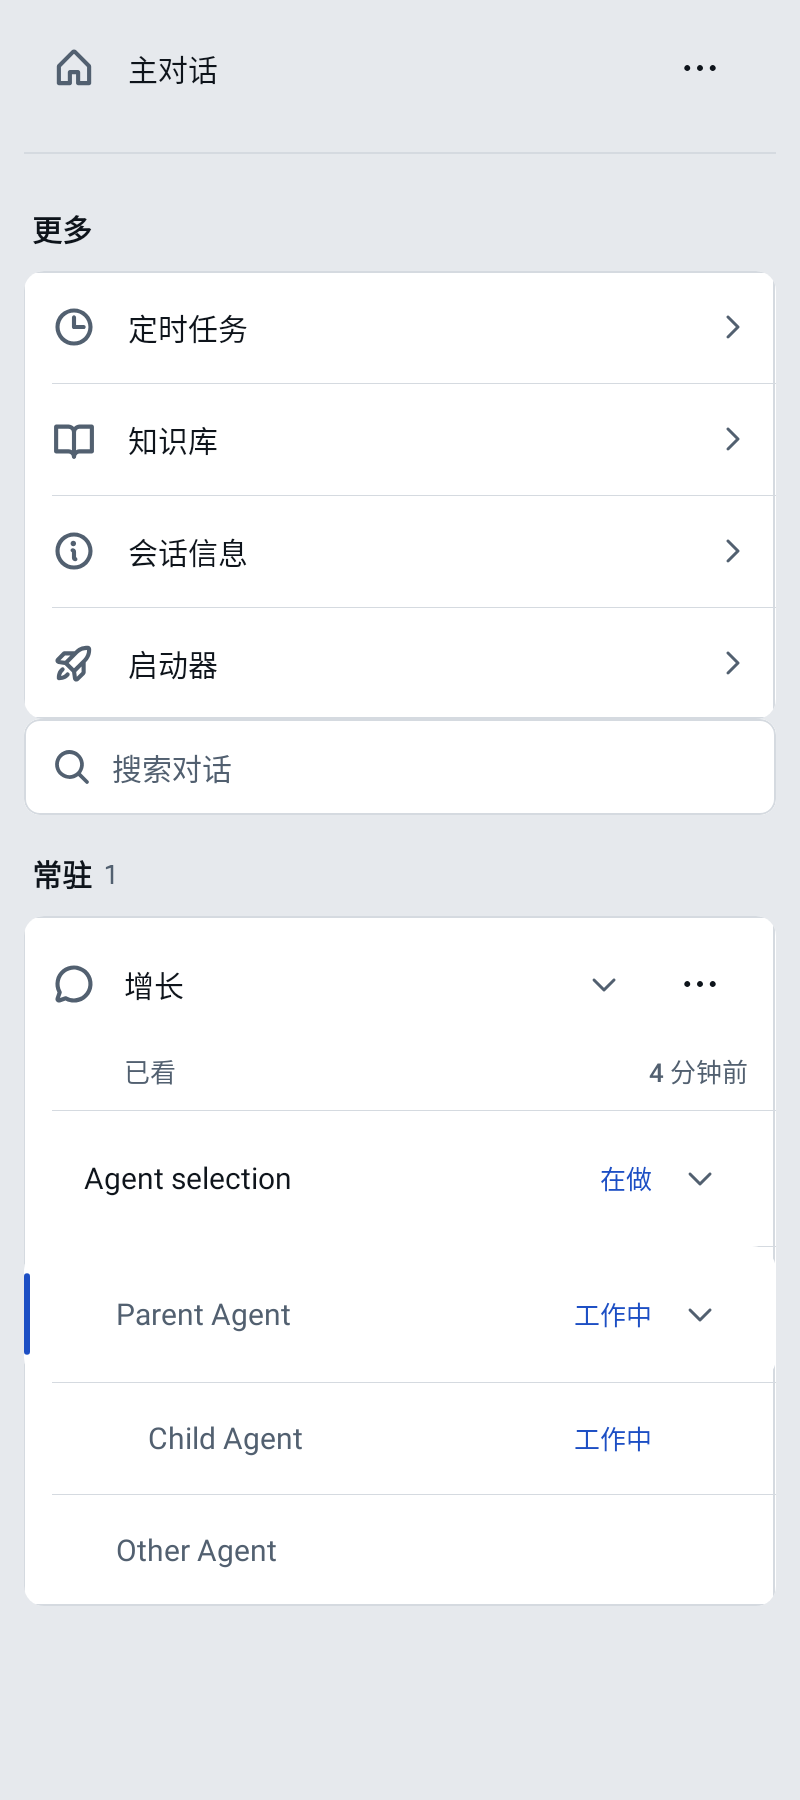 主对话
更多
定时任务
知识库
会话信息
启动器
搜索对话
常驻 1
增长
已看 4 分钟前
Agent selection 在做
Parent Agent 工作中
Child Agent 工作中
Other Agent